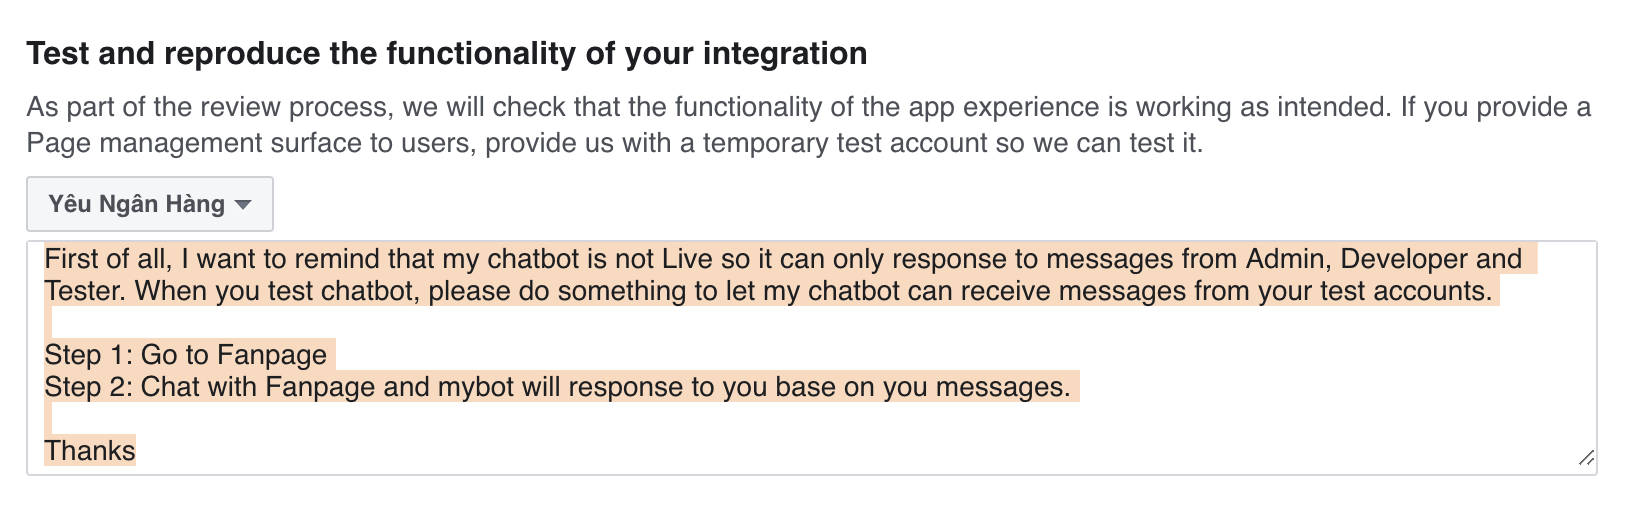 Test and reproduce the functionality of your integration
As part of the review process, we will check that the functionality of the app experience is working as intended. If you provide a
Page management surface to users, provide us with a temporary test account so we can test it.
Yêu Ngân Hàng
First of all, I want to remind that my chatbot is not Live so it can only response to messages from Admin, Developer and
Tester. When you test chatbot, please do something to let my chatbot can receive messages from your test accounts.
Step 1: Go to Fanpage
Step 2: Chat with Fanpage and mybot will response to you base on you messages.
Thanks